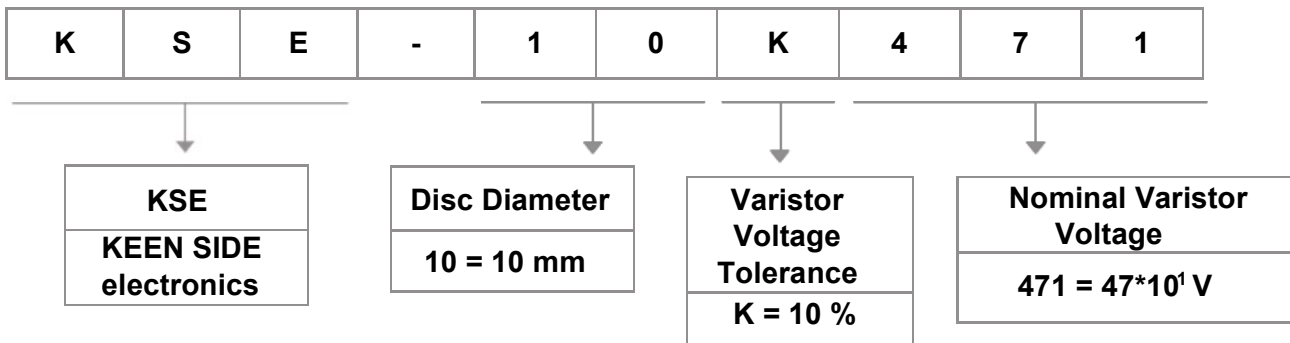 K S E - 1 0 K 4 7 1
KSE
KEEN SIDE
electronics
Disc Diameter
10 = 10 mm
Varistor
Voltage
Tolerance
K = 10 %
Nominal Varistor
Voltage
471 = 47*10¹ V